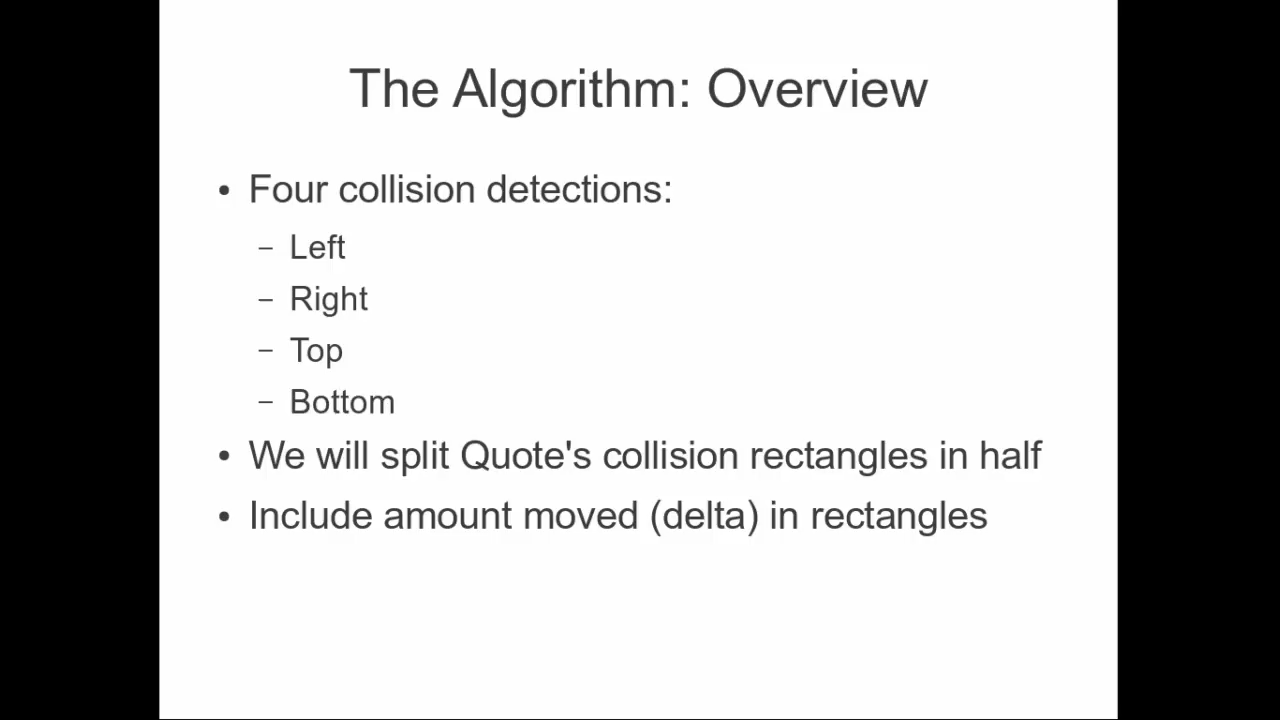 The Algorithm: Overview
• Four collision detections:
– Left
– Right
– Top
– Bottom
• We will split Quote's collision rectangles in half
• Include amount moved (delta) in rectangles